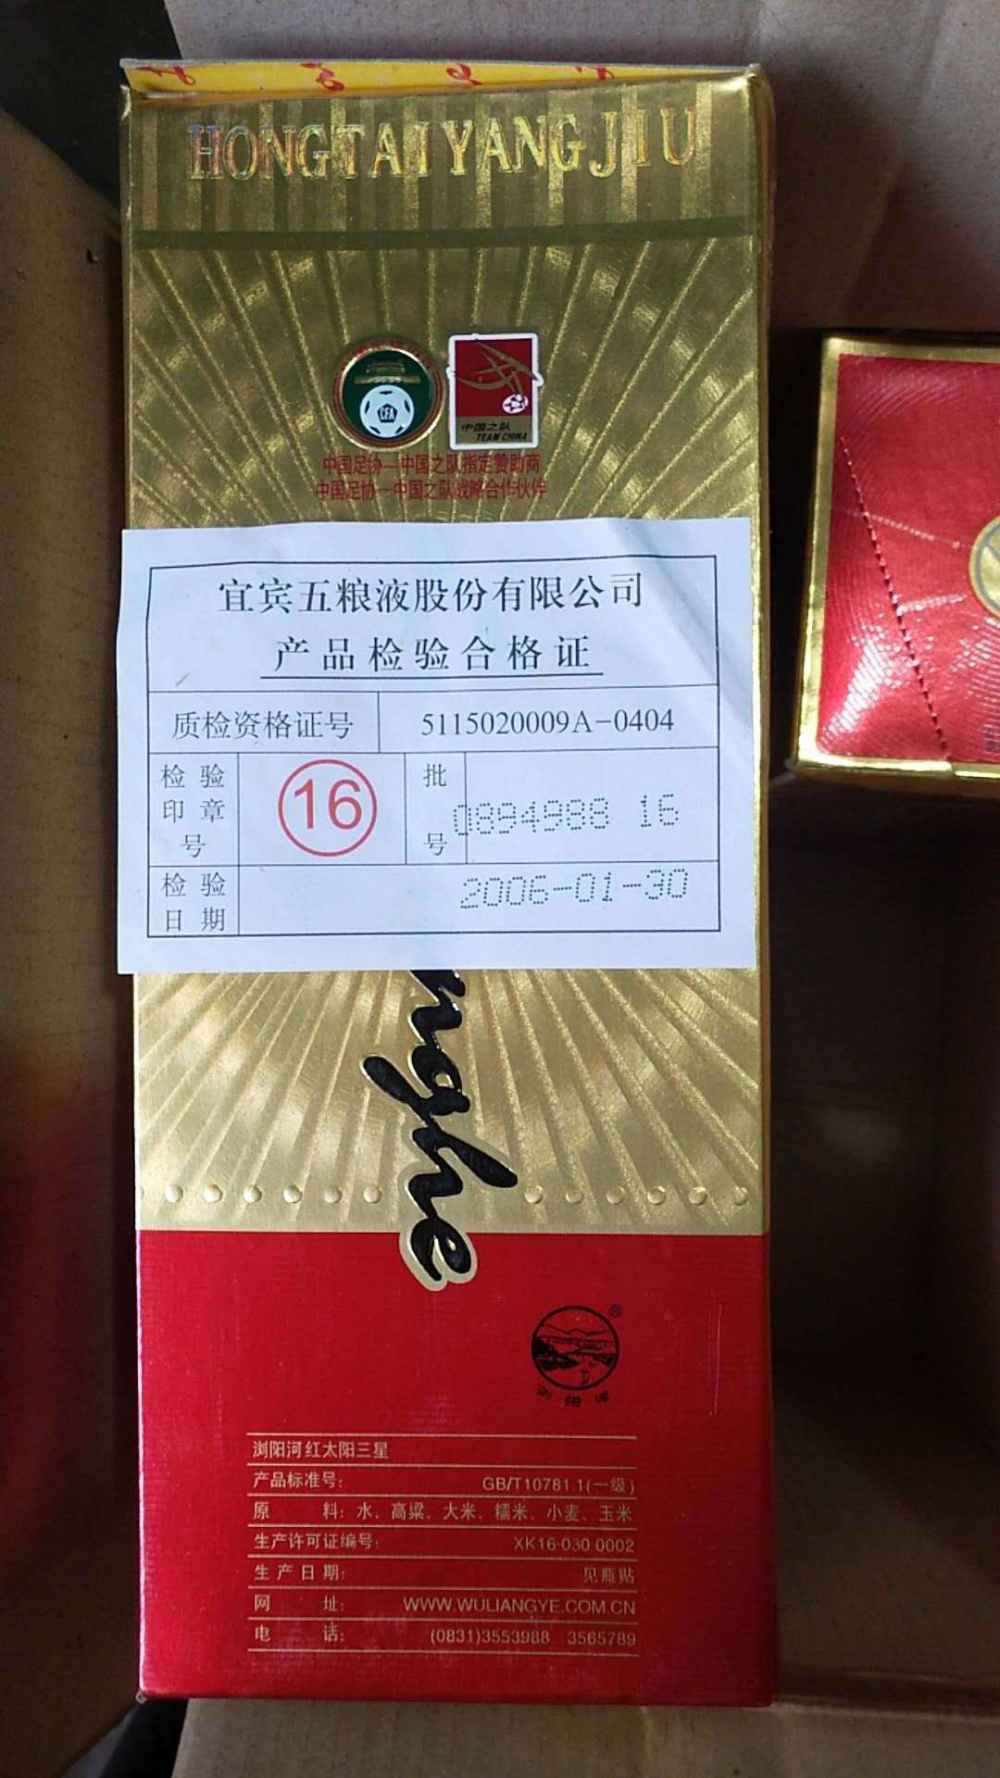 HONGTAIYANGJIU
CFA
中国之队
TEAM CHINA
中国足协—中国之队指定赞助商
中国足协—中国之队战略合作伙伴
宜宾五粮液股份有限公司
产品检验合格证
质检资格证号 5115020009A-0404
检验印章号 16 批号 0894988 16
检验日期 2006-01-30
nghe
®
浏阳河红太阳三星
产品标准号: GB/T10781.1(一级)
原料: 水、高粱、大米、糯米、小麦、玉米
生产许可证编号: XK16-030 0002
生产日期: 见瓶贴
网址: WWW.WULIANGYE.COM.CN
电话: (0831)3553988 3565789